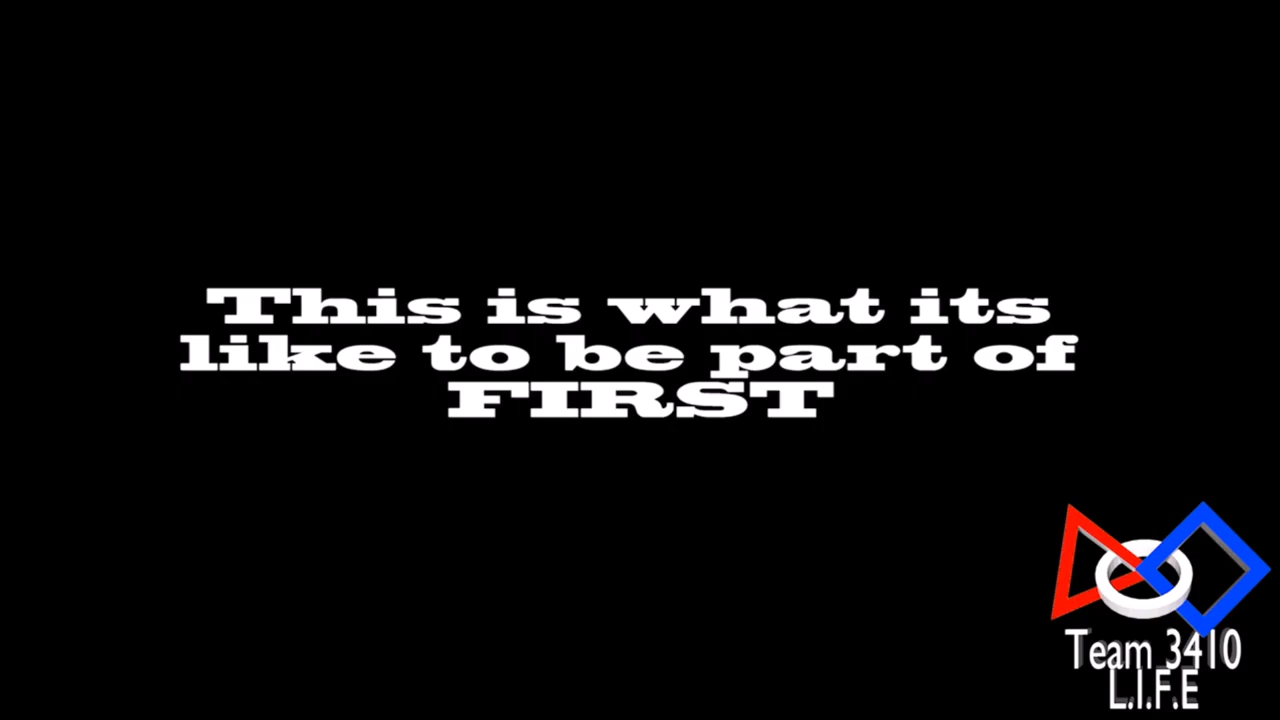 This is what its
like to be part of
FIRST
Team 3410
L.I.F.E